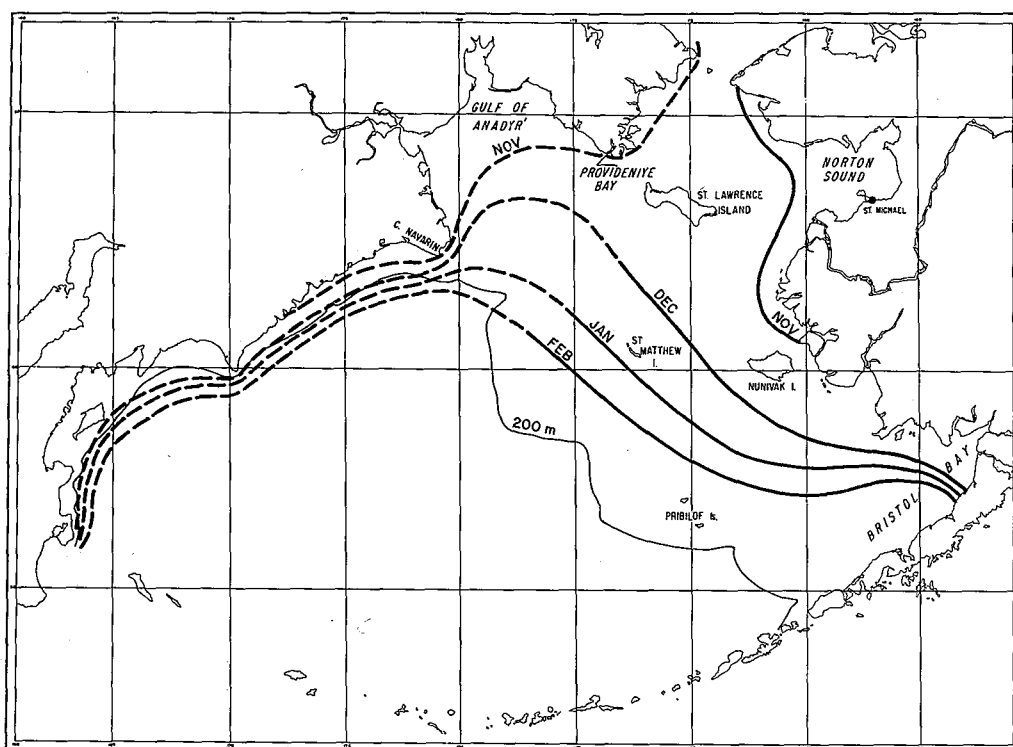 GULF OF
ANADYR'
NOV
PROVIDENIYE
BAY
NORTON
SOUND
ST. LAWRENCE
ISLAND
ST. MICHAEL
C. NAVARIN
DEC
JAN
FEB
ST
MATTHEW
I.
NOV
NUNIVAK I.
200 m
BRISTOL BAY
PRIBILOF Is.